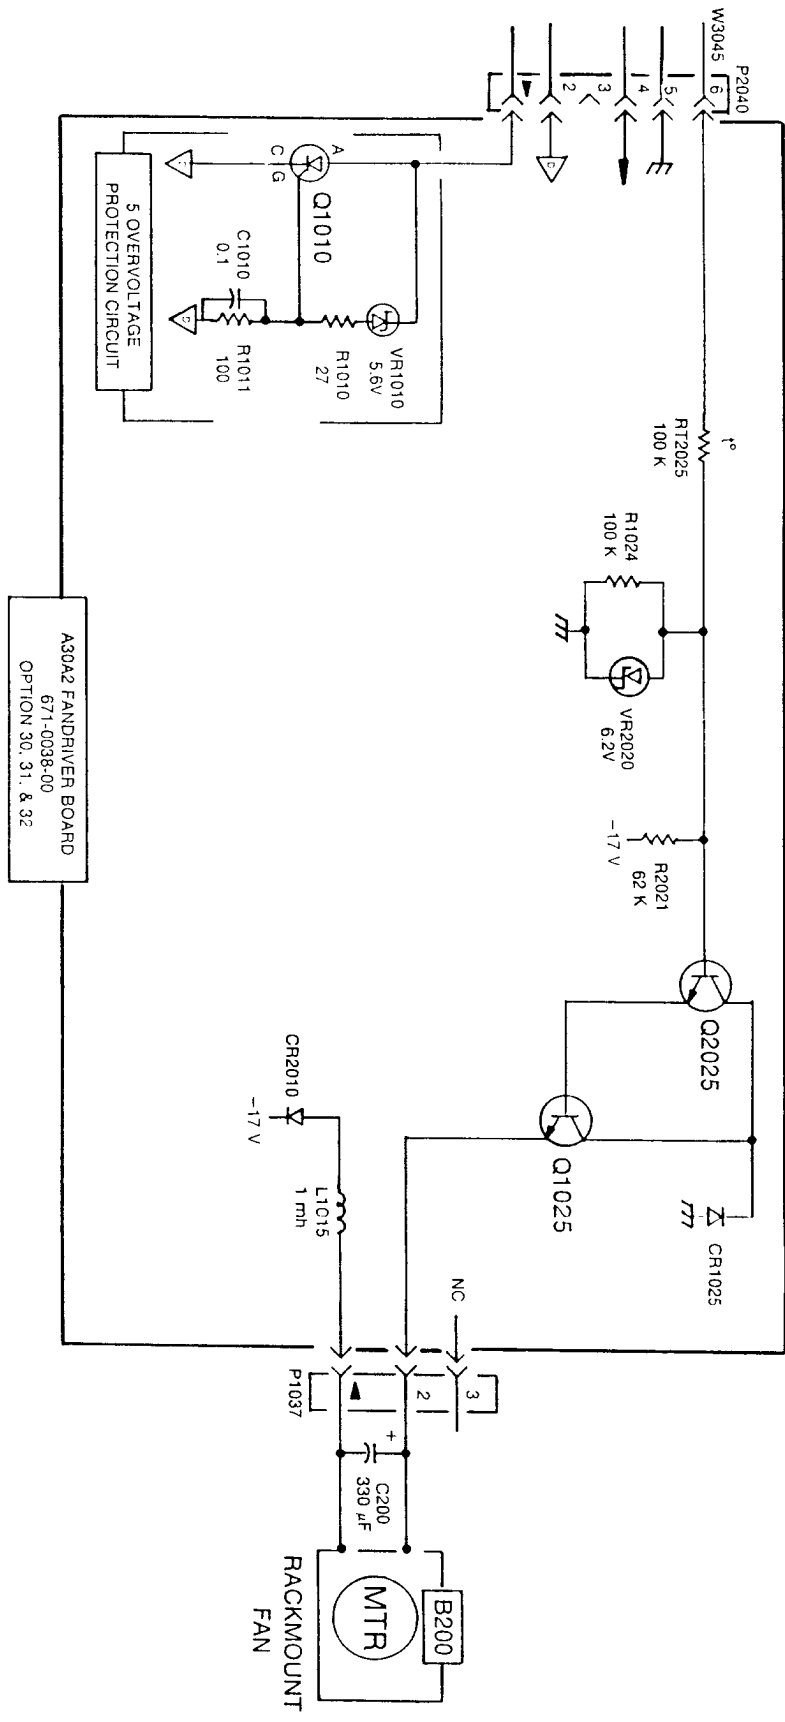 W3045
P2040
6
5
4
3
2
D
A
C
G
Q1010
5 OVERVOLTAGE
PROTECTION CIRCUIT
C1010
0.1
D
R1011
100
R1010
27
VR1010
5.6V
t°
RT2025
100 K
R1024
100 K
VR2020
6.2V
R2021
62 K
-17 V
Q2025
Q1025
CR1025
CR2010
-17 V
L1015
1 mh
NC
P1037
2
3
+
C200
330 µF
B200
MTR
RACKMOUNT
FAN
A30A2 FANDRIVER BOARD
671-0038-00
OPTION 30, 31, & 32